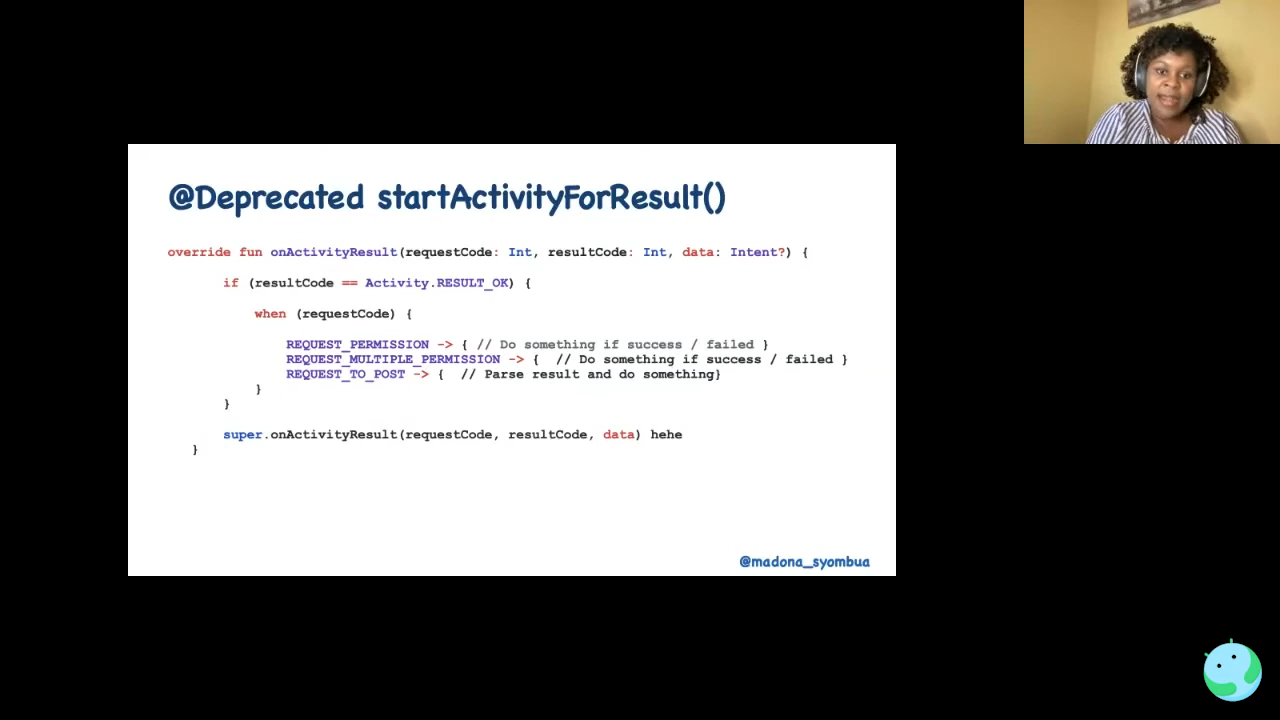 @Deprecated startActivityForResult()
override fun onActivityResult(requestCode: Int, resultCode: Int, data: Intent?) {
if (resultCode == Activity.RESULT_OK) {
when (requestCode) {
REQUEST_PERMISSION -> { // Do something if success / failed }
REQUEST_MULTIPLE_PERMISSION -> { // Do something if success / failed }
REQUEST_TO_POST -> { // Parse result and do something}
}
}
super.onActivityResult(requestCode, resultCode, data) hehe
}
@madona_syombua